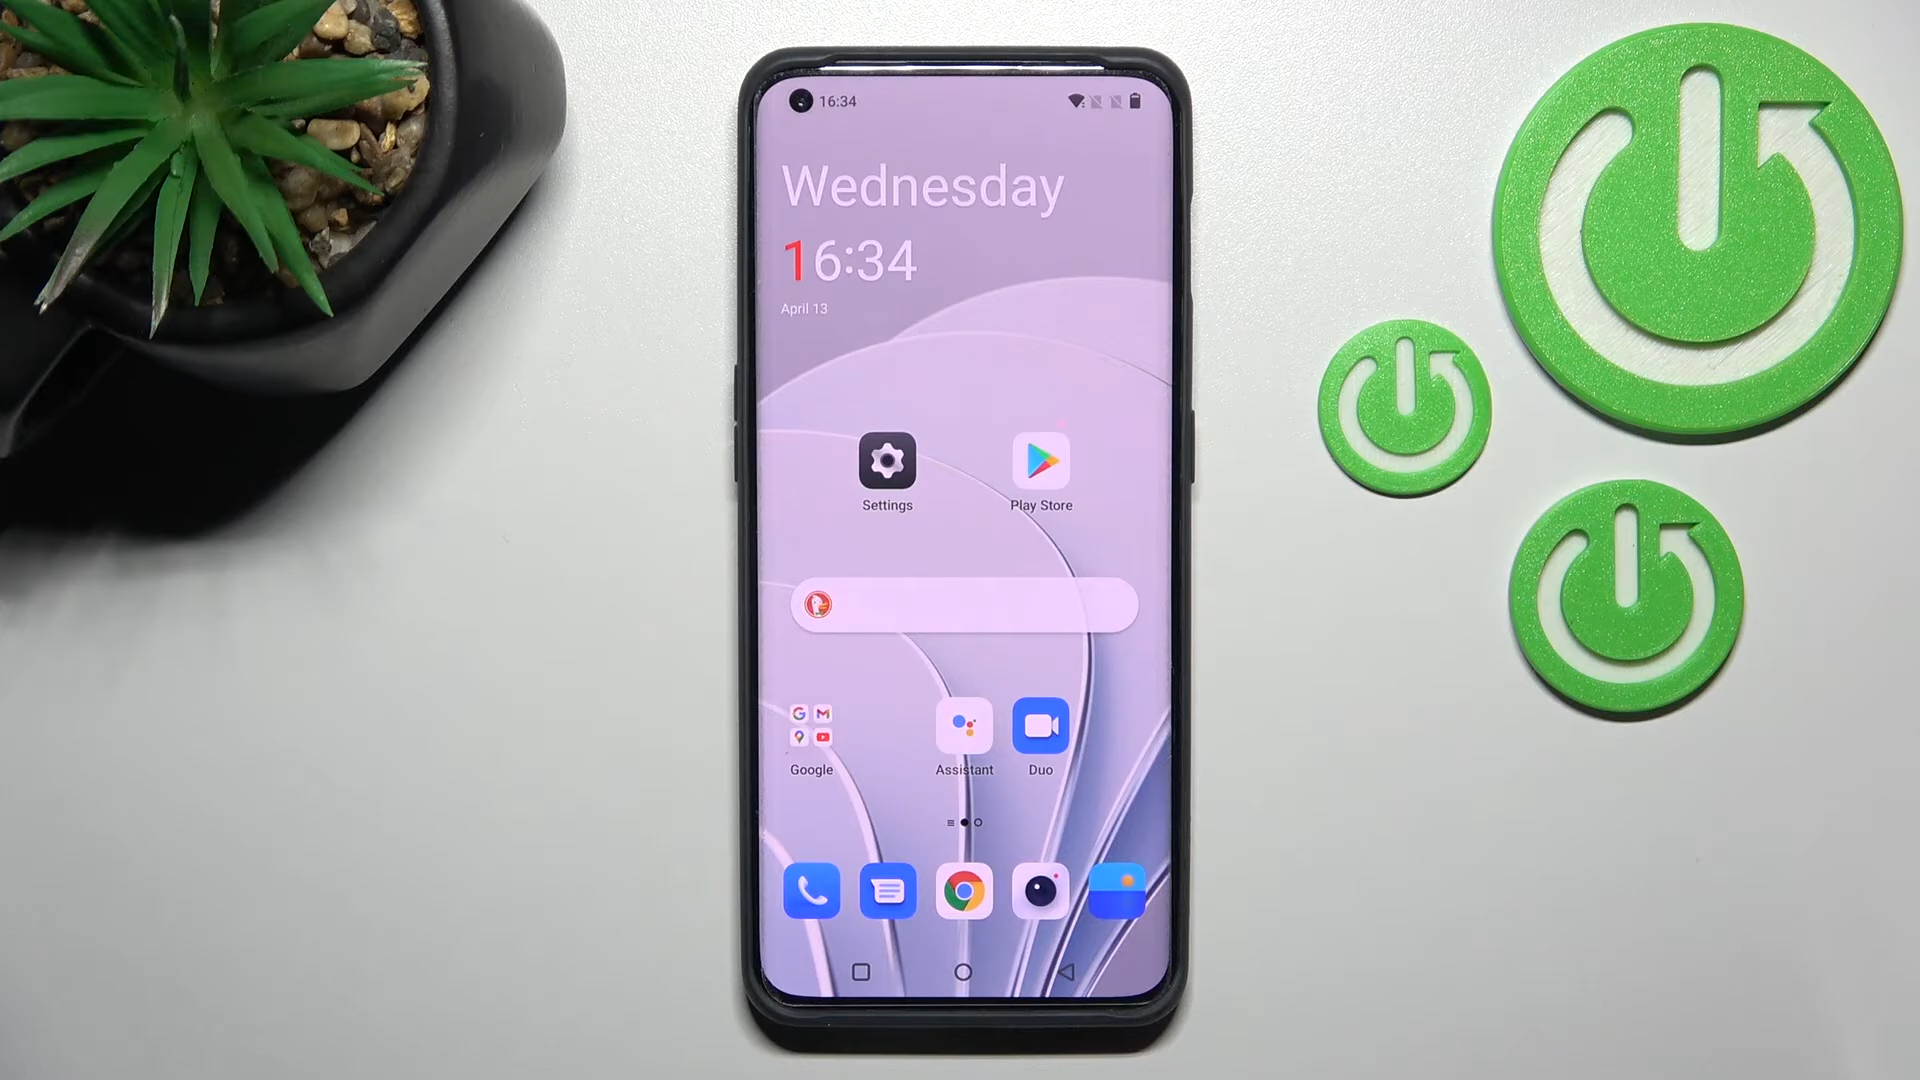 16:34
Wednesday
16:34
April 13
Settings
Play Store
Google
Assistant
Duo